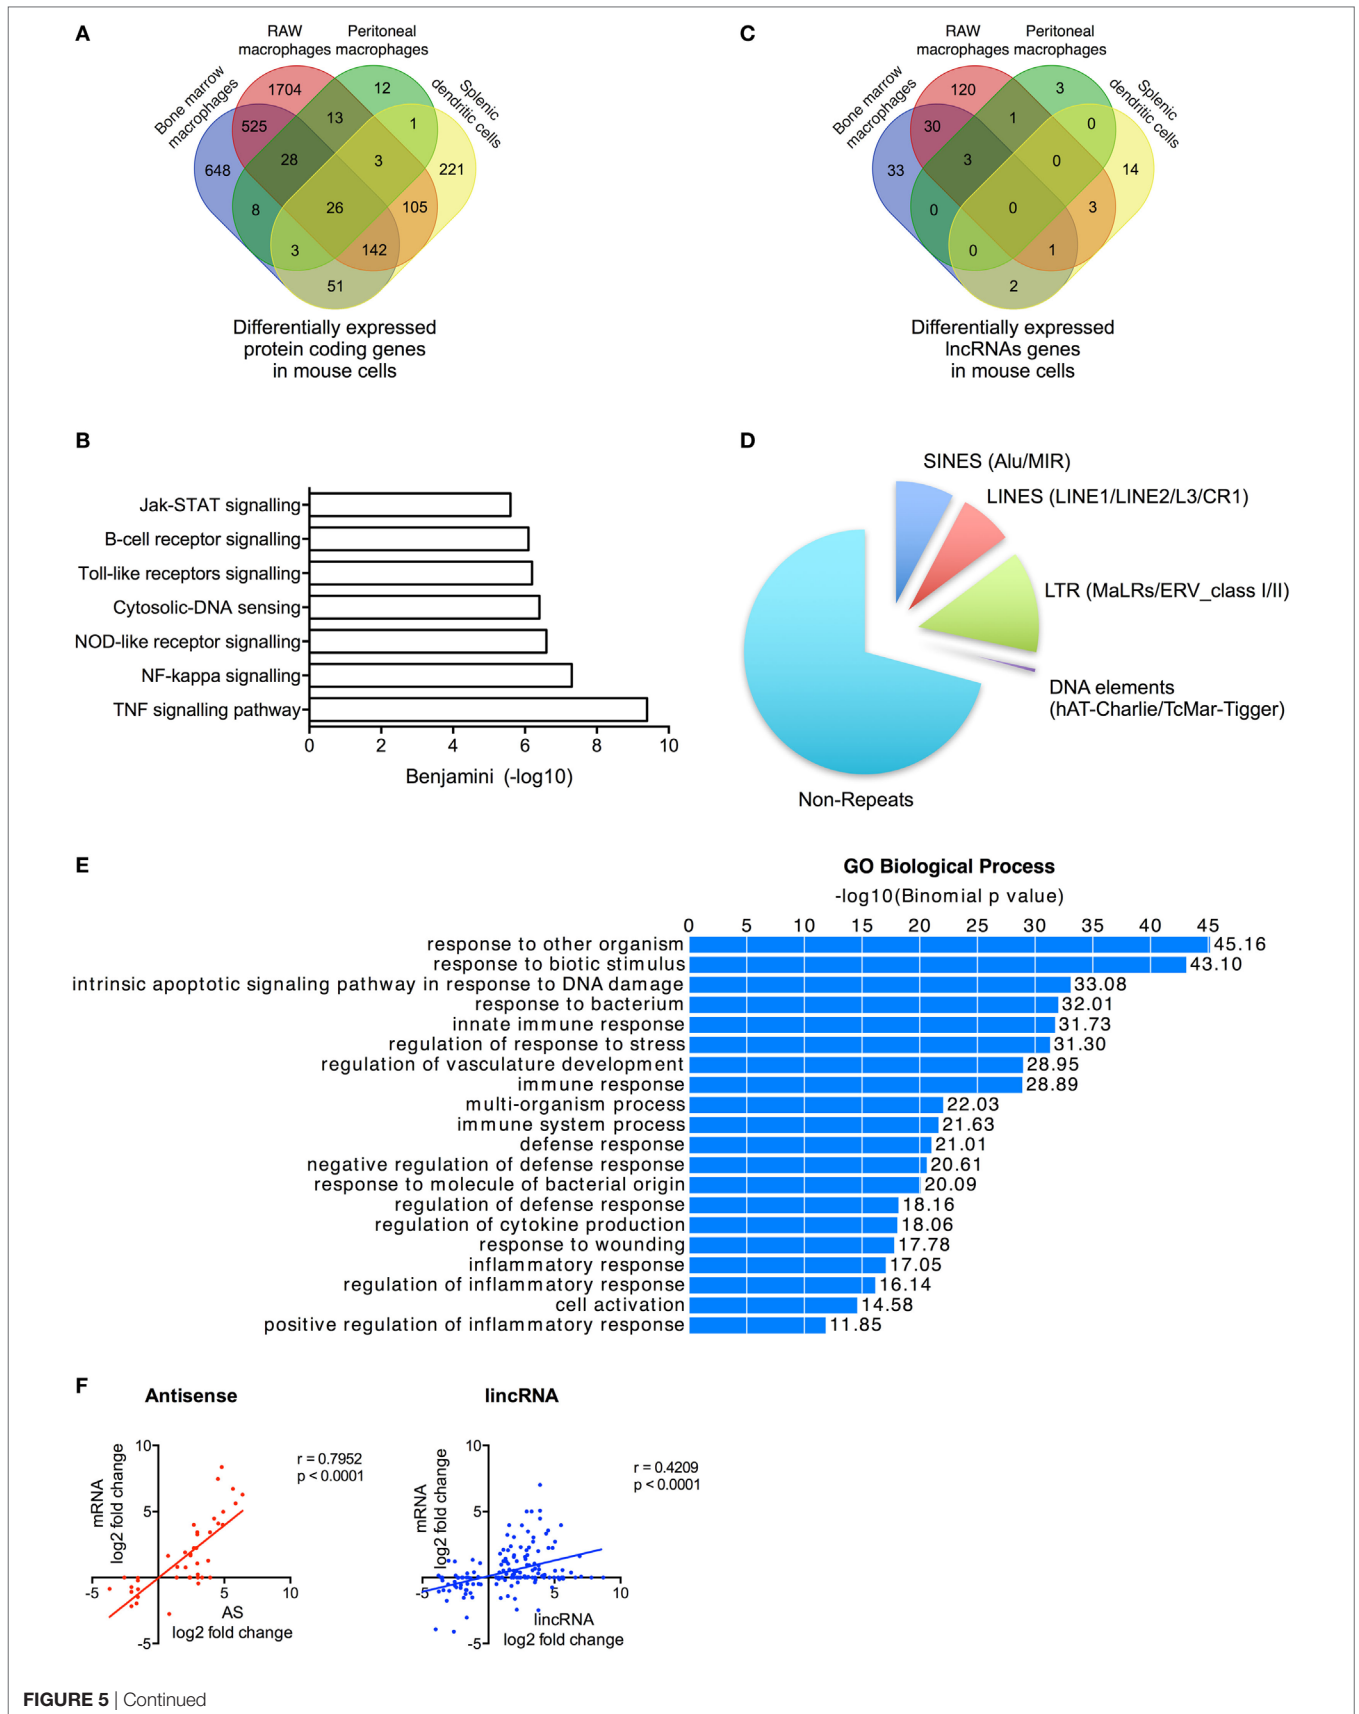 A
RAW
macrophages
Peritoneal
macrophages
Bone marrow
macrophages
Splenic
dendritic cells
1704
12
525
13
1
648
28
3
221
8
26
105
3
142
51
Differentially expressed
protein coding genes
in mouse cells
C
RAW
macrophages
Peritoneal
macrophages
Bone marrow
macrophages
Splenic
dendritic cells
120
3
30
1
0
33
3
0
14
0
0
3
0
1
2
Differentially expressed
lncRNAs genes
in mouse cells
B
Jak-STAT signalling
B-cell receptor signalling
Toll-like receptors signalling
Cytosolic-DNA sensing
NOD-like receptor signalling
NF-kappa signalling
TNF signalling pathway
0 2 4 6 8 10
Benjamini (-log10)
D
SINES (Alu/MIR)
LINES (LINE1/LINE2/L3/CR1)
LTR (MaLRs/ERV_class I/II)
DNA elements
(hAT-Charlie/TcMar-Tigger)
Non-Repeats
E
GO Biological Process
-log10(Binomial p value)
0 5 10 15 20 25 30 35 40 45
response to other organism 45.16
response to biotic stimulus 43.10
intrinsic apoptotic signaling pathway in response to DNA damage 33.08
response to bacterium 32.01
innate immune response 31.73
regulation of response to stress 31.30
regulation of vasculature development 28.95
immune response 28.89
multi-organism process 22.03
immune system process 21.63
defense response 21.01
negative regulation of defense response 20.61
response to molecule of bacterial origin 20.09
regulation of defense response 18.16
regulation of cytokine production 18.06
response to wounding 17.78
inflammatory response 17.05
regulation of inflammatory response 16.14
cell activation 14.58
positive regulation of inflammatory response 11.85
F
Antisense
mRNA
log2 fold change
10
5
-5
-5 5 10
r = 0.7952
p < 0.0001
AS
log2 fold change
lincRNA
mRNA
log2 fold change
10
5
-5
-5 5 10
r = 0.4209
p < 0.0001
lincRNA
log2 fold change
FIGURE 5 | Continued